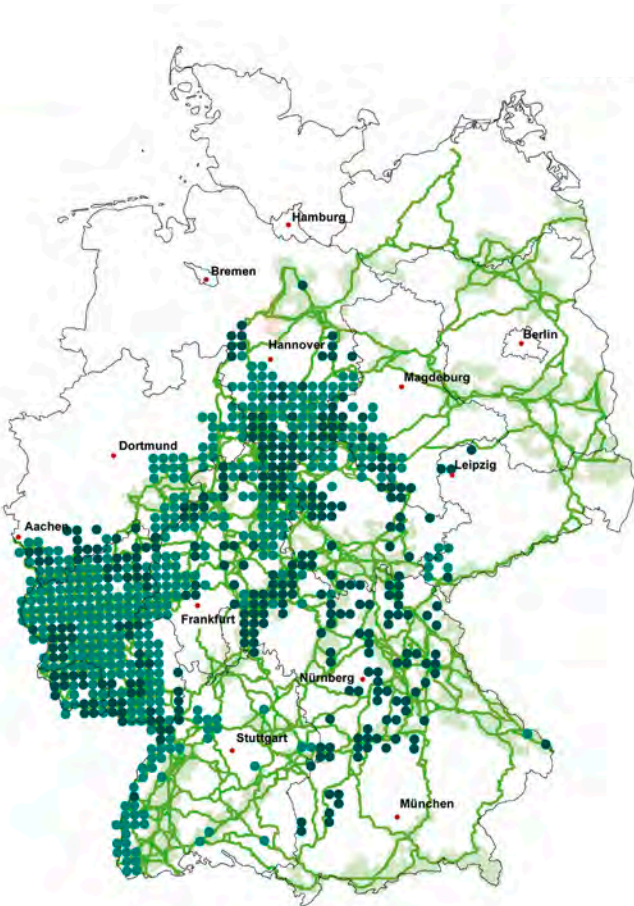 Hamburg
Bremen
Hannover
Berlin
Magdeburg
Dortmund
Leipzig
Aachen
Frankfurt
Nürnberg
Stuttgart
München